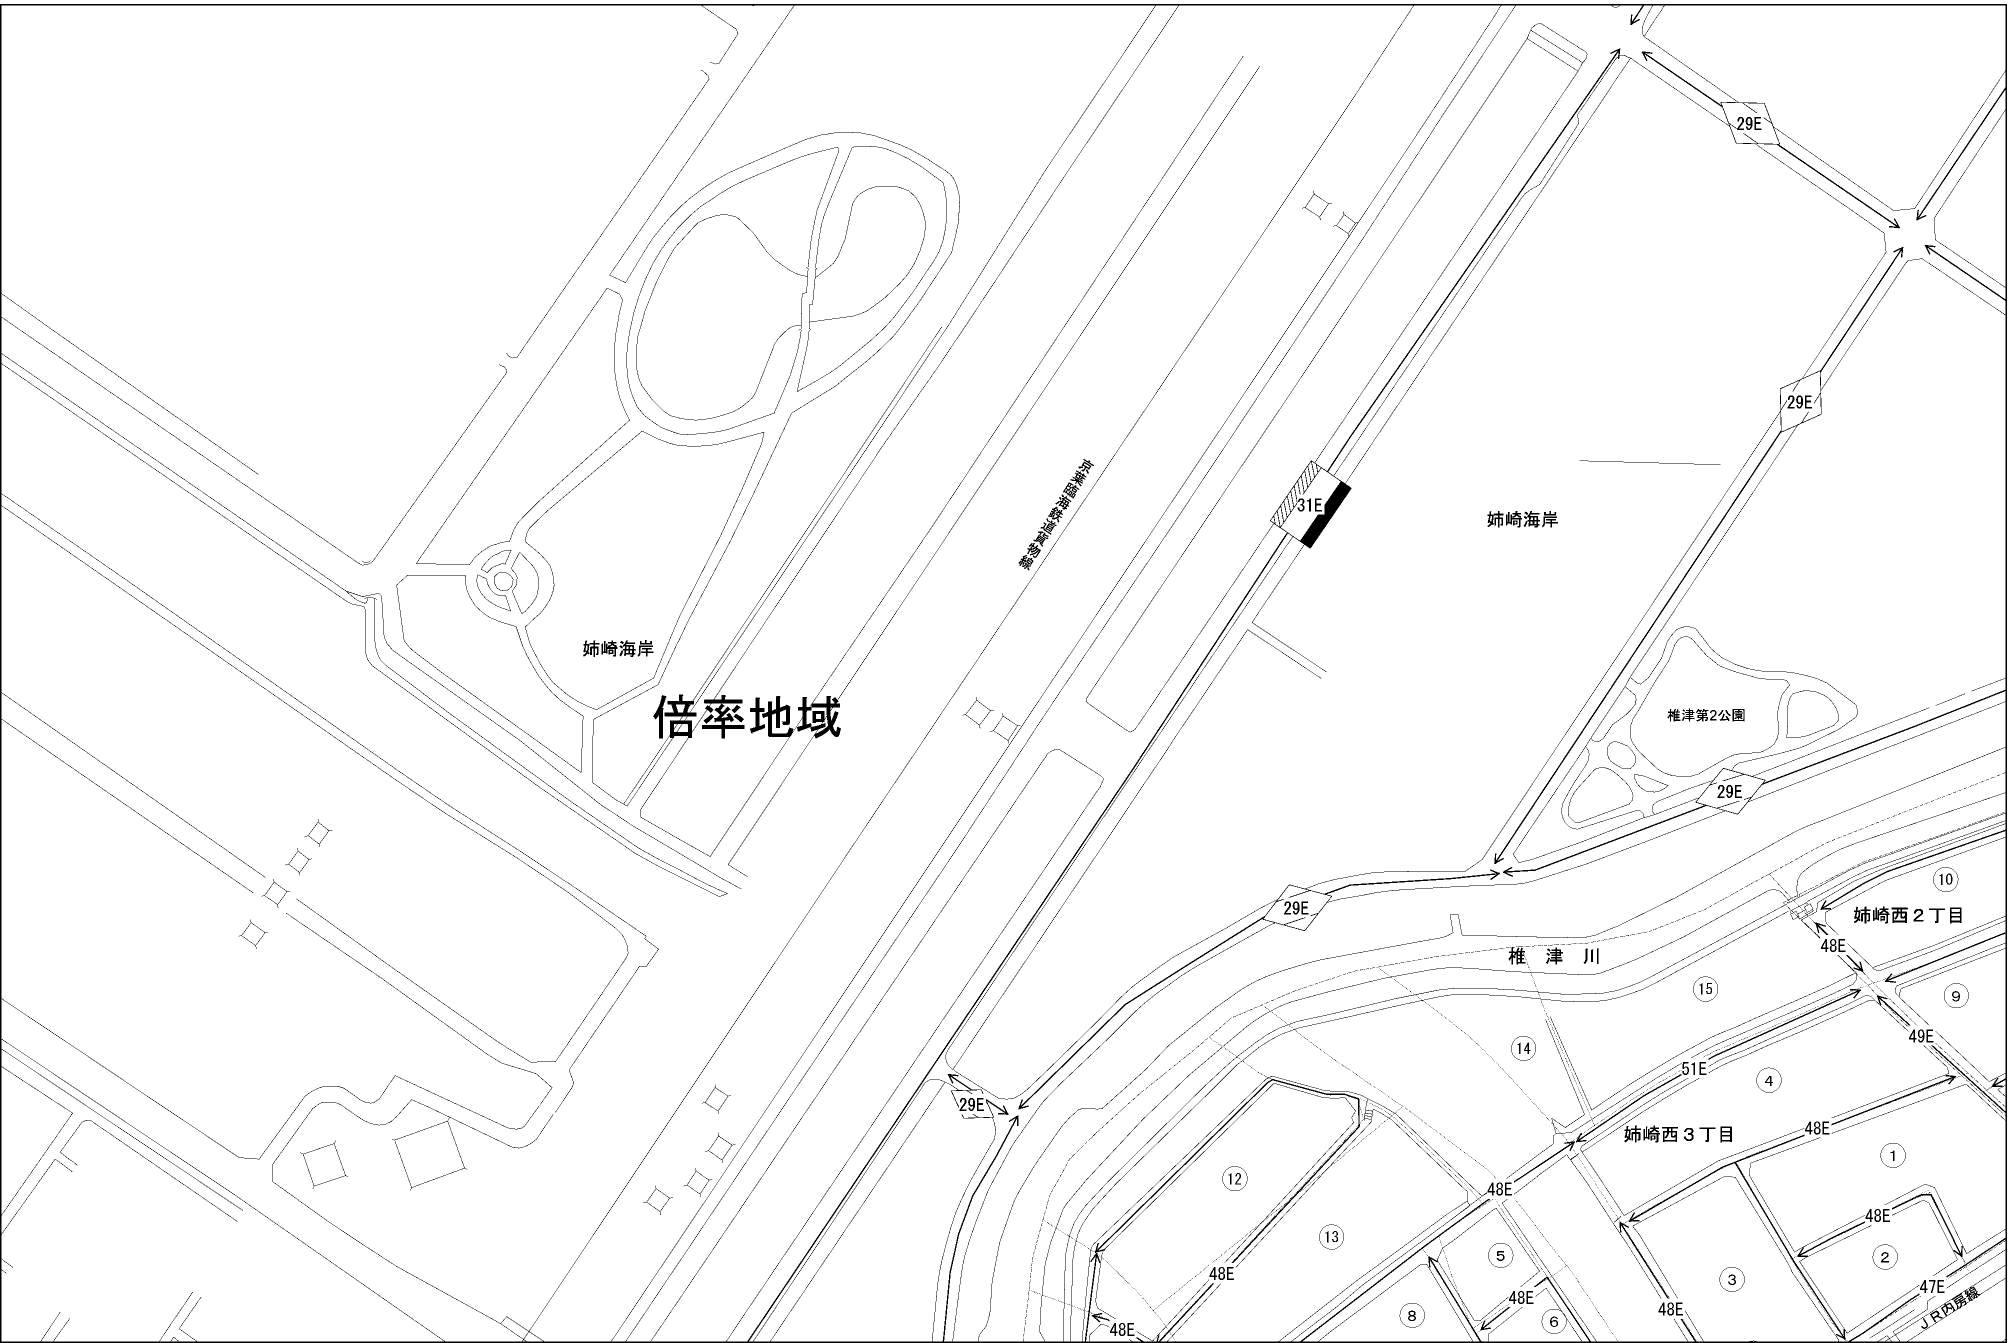 29E
29E
京葉臨海鉄道貨物線
31E
姉崎海岸
姉崎海岸
倍率地域
椎津第2公園
29E
29E
⑩
姉崎西２丁目
48E
椎津川
⑮
⑨
49E
⑭
51E
④
29E
48E
姉崎西３丁目
①
⑫
48E
48E
⑬
⑤
②
48E
③
47E
48E
48E
⑧
⑥
48E
ＪＲ内房線